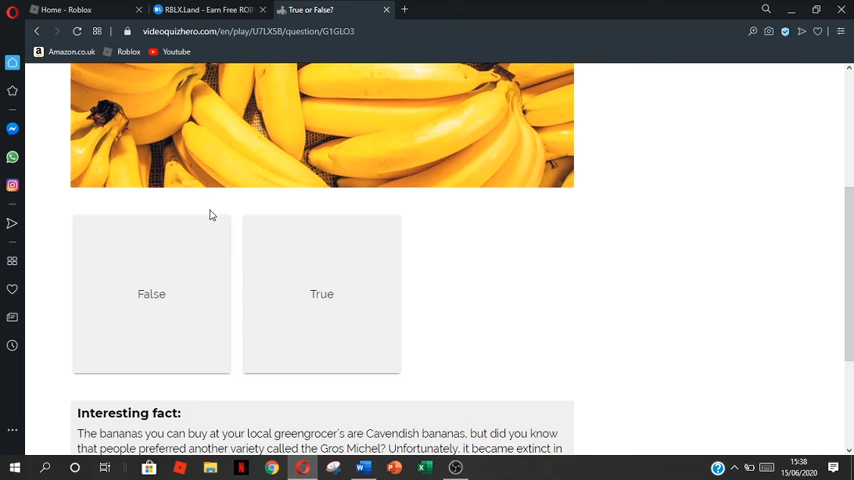 Home - Roblox
RBLX.Land - Earn Free ROB
True or False?
videoquizhero.com/en/play/U7LX5B/question/G1GLO3
Amazon.co.uk
Roblox
Youtube
False
True
Interesting fact:
The bananas you can buy at your local greengrocer's are Cavendish bananas, but did you know
that people preferred another variety called the Gros Michel? Unfortunately, it became extinct in
15:38
15/06/2020